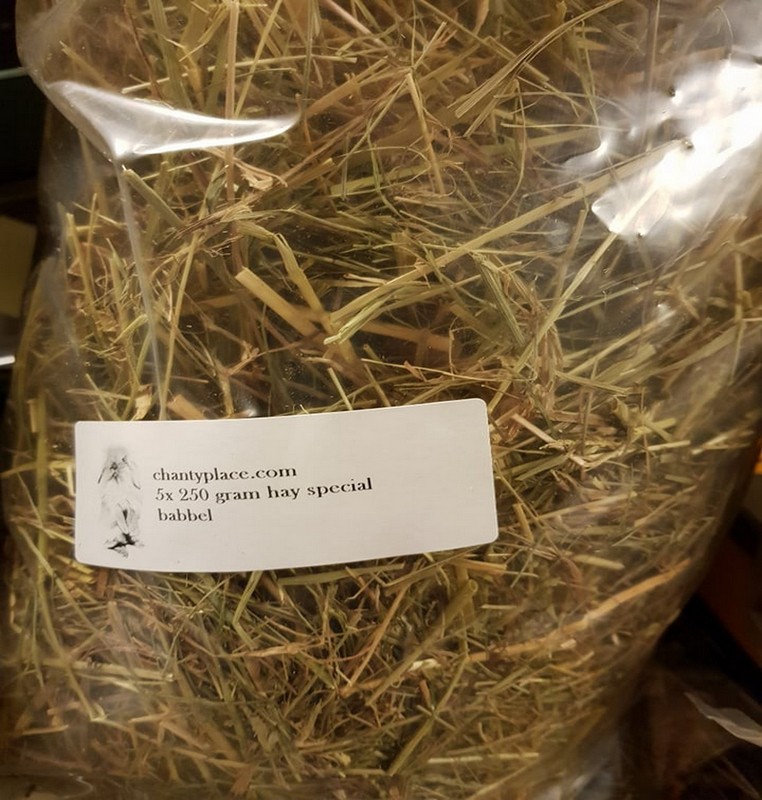 chantyplace.com
5x 250 gram hay special
babbel